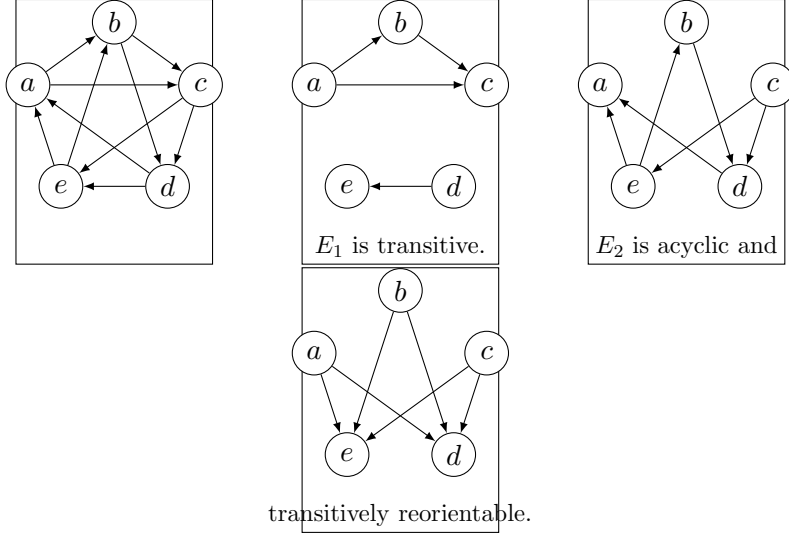 b
a
c
e
d
b
a
c
e
d
E₁ is transitive.
b
a
c
e
d
E₂ is acyclic and
b
a
c
e
d
transitively reorientable.